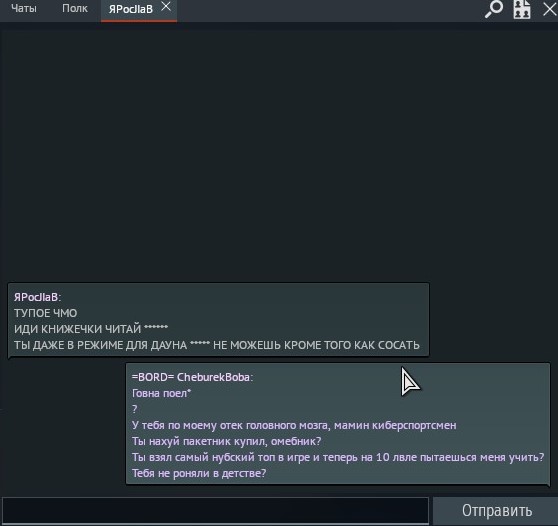 Чаты Полк ЯРосIIаВ
ЯРосIIаВ:
ТУПОЕ ЧМО
ИДИ КНИЖЕЧКИ ЧИТАЙ ******
ТЫ ДАЖЕ В РЕЖИМЕ ДЛЯ ДАУНА ***** НЕ МОЖЕШЬ КРОМЕ ТОГО КАК СОСАТЬ
=BORD= CheburekBoba:
Говна поел*
?
У тебя по моему отек головного мозга, мамин киберспортсмен
Ты нахуй пакетник купил, омебник?
Ты взял самый нубский топ в игре и теперь на 10 лвле пытаешься меня учить?
Тебя не роняли в детстве?
Отправить